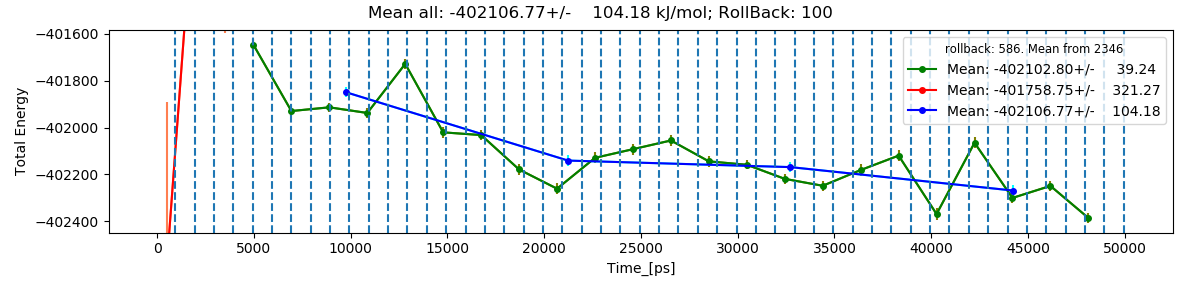 Mean all: -402106.77+/-    104.18 kJ/mol; RollBack: 100
rollback: 586. Mean from 2346
Mean: -402102.80+/-     39.24
Mean: -401758.75+/-    321.27
Mean: -402106.77+/-    104.18
Total Energy
−401600
−401800
−402000
−402200
−402400
0 5000 10000 15000 20000 25000 30000 35000 40000 45000 50000
Time_[ps]